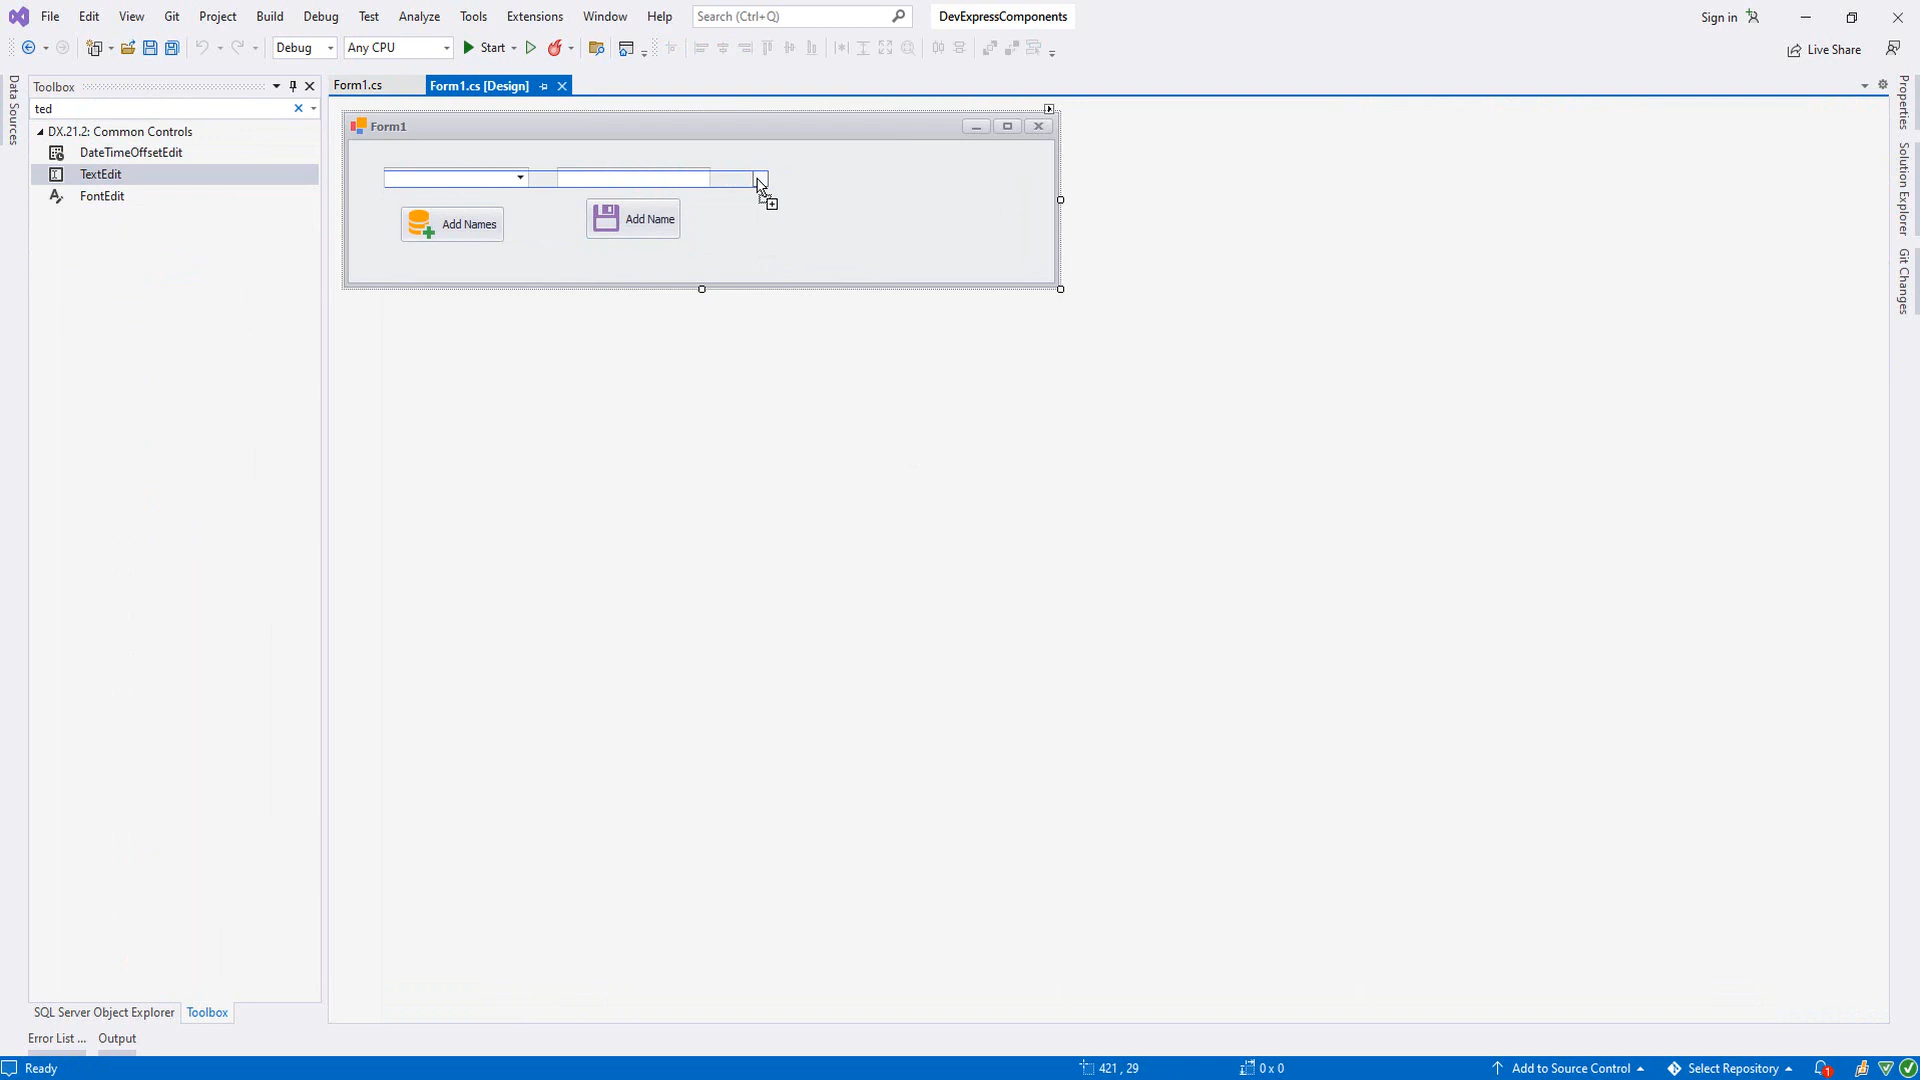 File Edit View Git Project Build Debug Test Analyze Tools Extensions Window Help Search (Ctrl+Q) DevExpressComponents Sign in
Debug Any CPU Start Live Share
Data Sources
Toolbox
ted
DX.21.2: Common Controls
DateTimeOffsetEdit
TextEdit
FontEdit
Form1.cs Form1.cs [Design]
Form1
Add Names Add Name
Properties
Solution Explorer
Git Changes
SQL Server Object Explorer Toolbox
Error List ... Output
Ready 421 , 29 0 x 0 Add to Source Control Select Repository 1